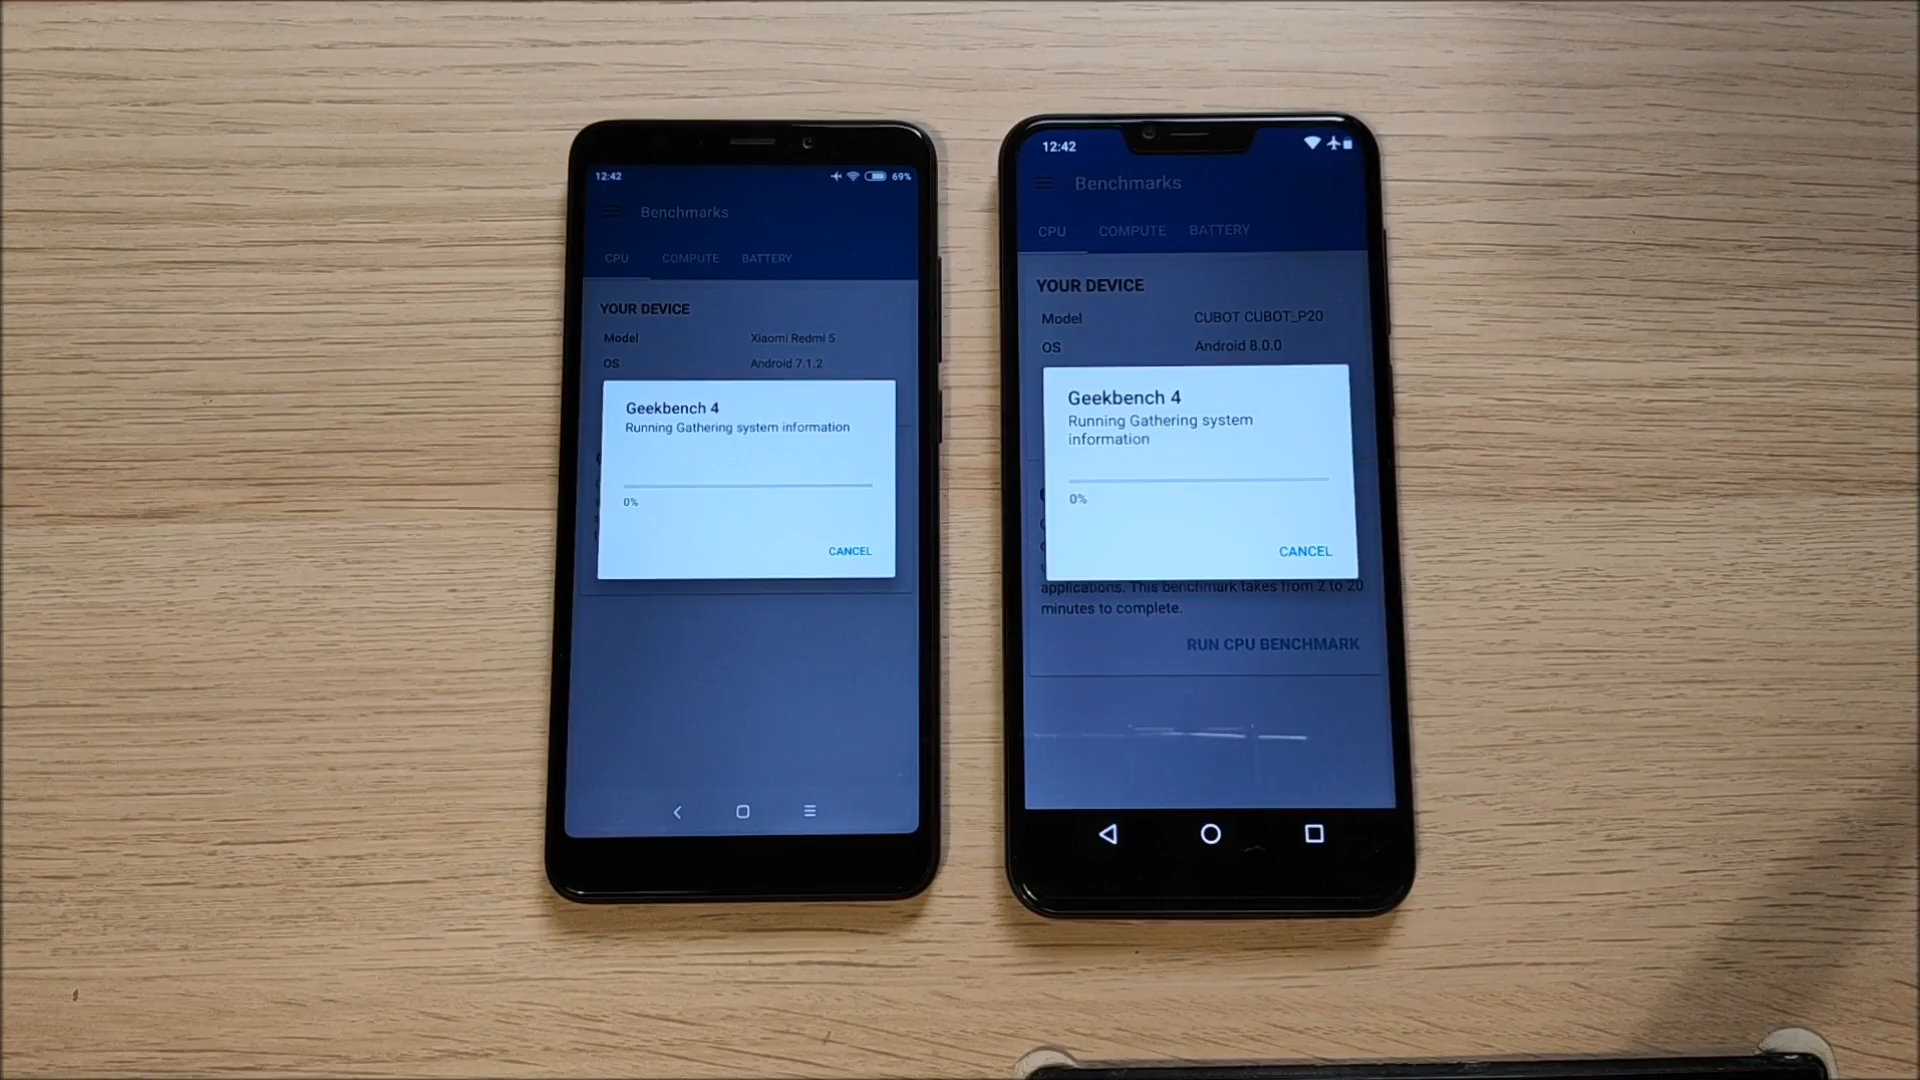 12:42
69%
Benchmarks
CPU COMPUTE BATTERY
YOUR DEVICE
Model Xiaomi Redmi 5
OS Android 7.1.2
Geekbench 4
Running Gathering system information
0%
CANCEL
12:42
Benchmarks
CPU COMPUTE BATTERY
YOUR DEVICE
Model CUBOT CUBOT_P20
OS Android 8.0.0
Geekbench 4
Running Gathering system
information
0%
CANCEL
applications. This benchmark takes from 2 to 20
minutes to complete.
RUN CPU BENCHMARK